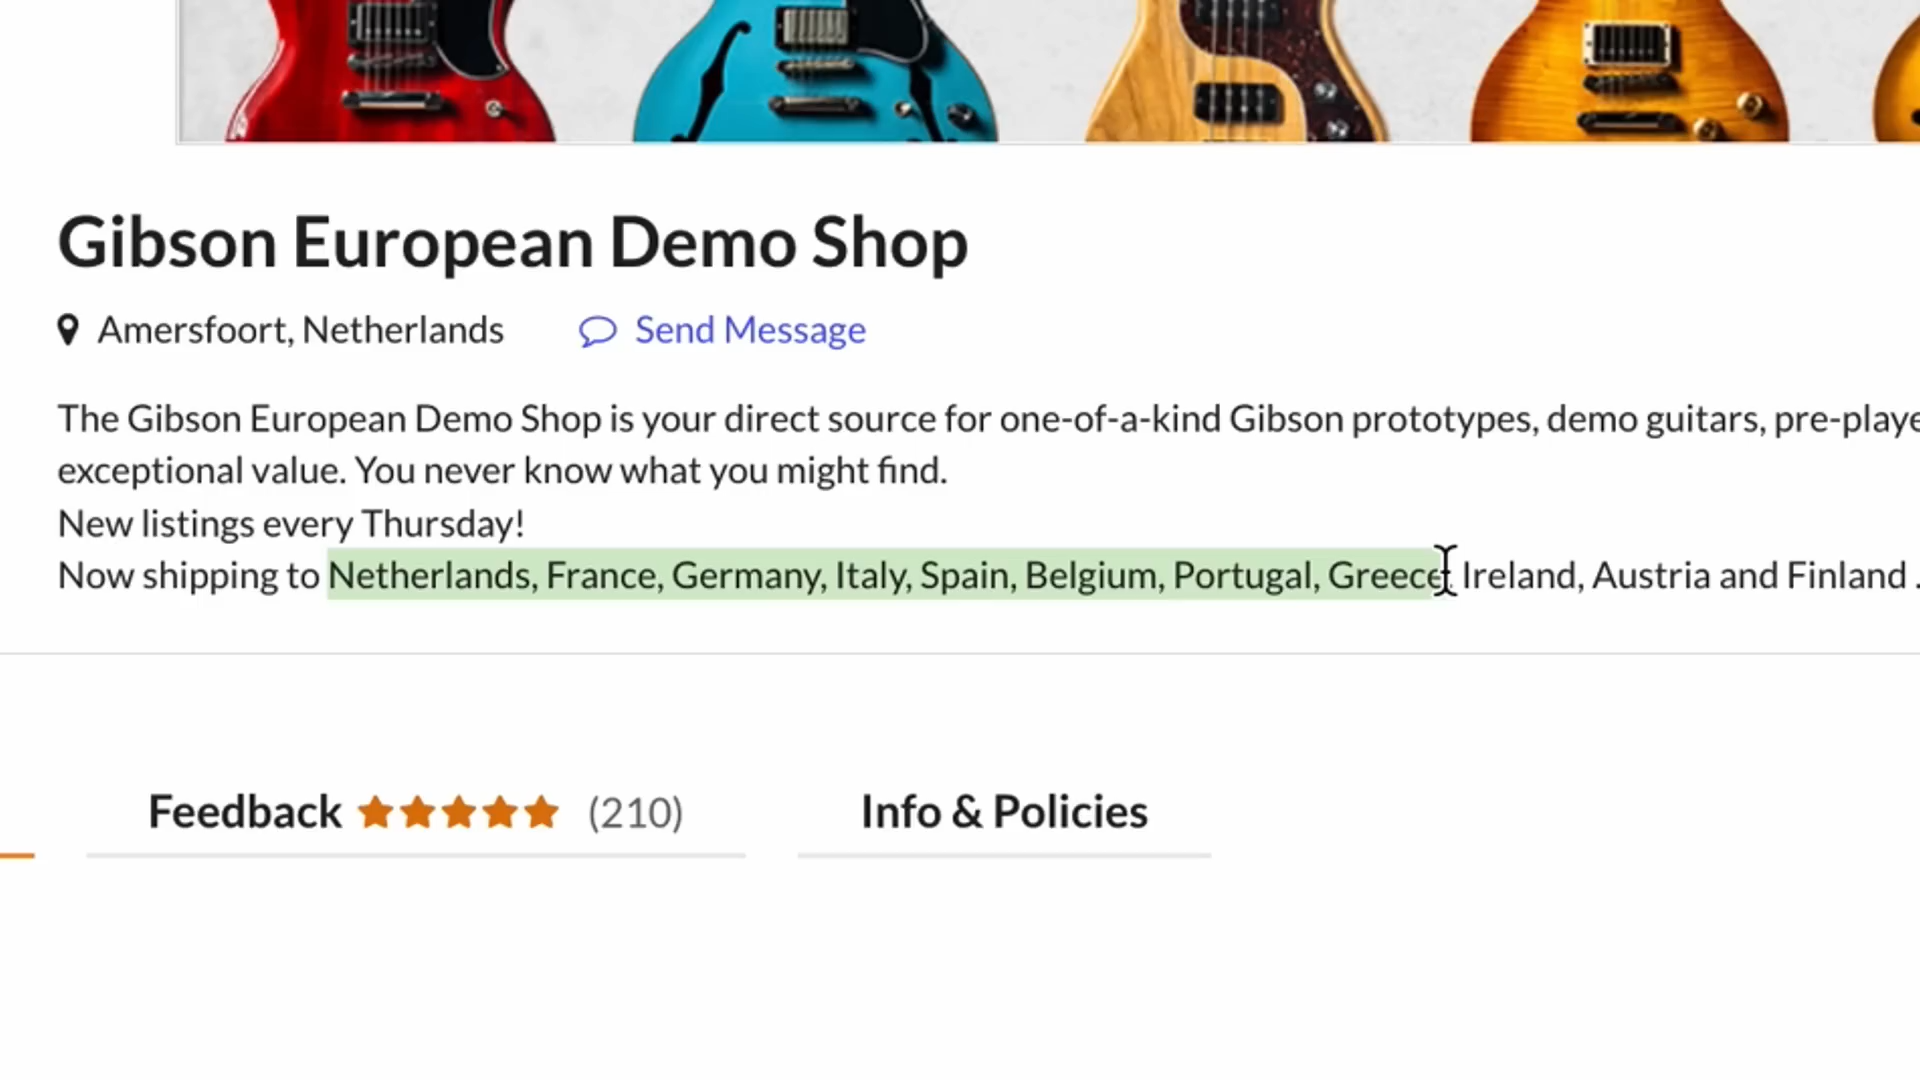 Gibson European Demo Shop
Amersfoort, Netherlands Send Message
The Gibson European Demo Shop is your direct source for one-of-a-kind Gibson prototypes, demo guitars, pre-playe
exceptional value. You never know what you might find.
New listings every Thursday!
Now shipping to Netherlands, France, Germany, Italy, Spain, Belgium, Portugal, Greece, Ireland, Austria and Finland .
Feedback (210) Info & Policies